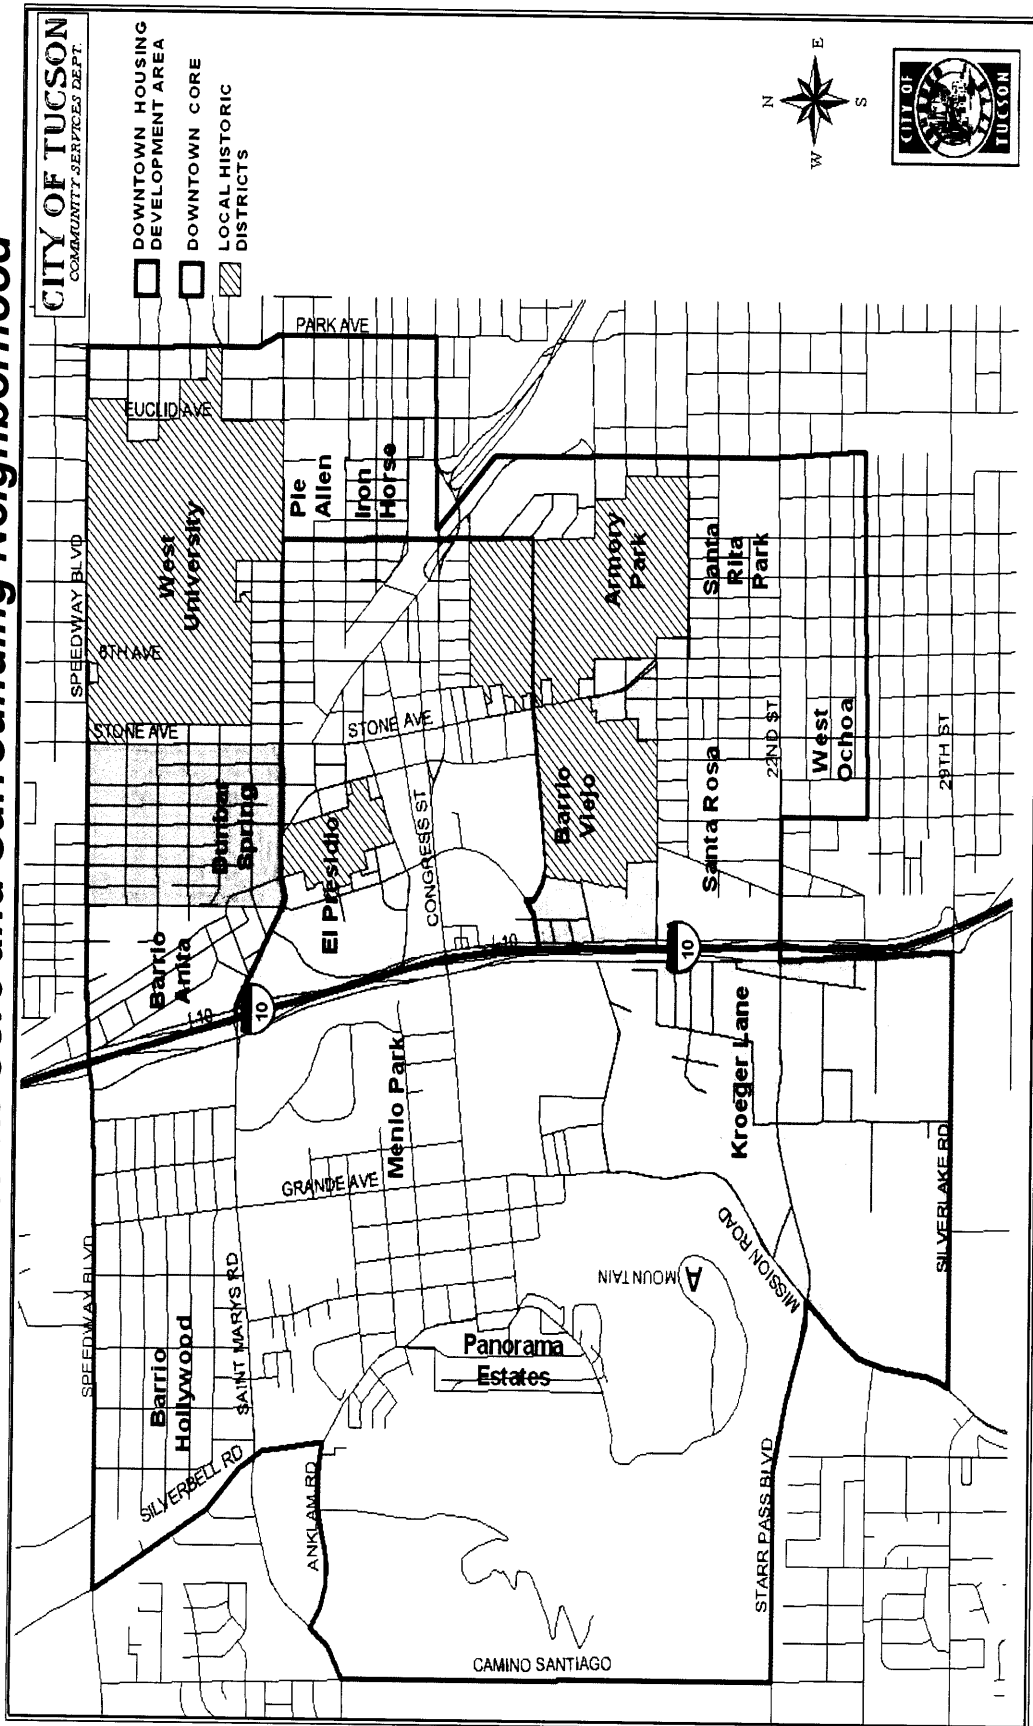 Surrounding Neighborhood
CITY OF TUCSON
COMMUNITY SERVICES DEPT.
DOWNTOWN HOUSING
DEVELOPMENT AREA
DOWNTOWN CORE
LOCAL HISTORIC
DISTRICTS
N
W
E
S
CITY OF
TUCSON
SPEEDWAY BLVD
SPEEDWAY BLVD
PARK AVE
EUCLID AVE
6TH AVE
STONE AVE
STONE AVE
West
University
Pie
Allen
Iron
Horse
Dunbar
Spring
Barrio
Anita
I-10
10
El Presidio
CONGRESS ST
I-10
Armory
Park
Santa
Rita
Park
Barrio
Viejo
Santa Rosa
22ND ST
West
Ochoa
29TH ST
10
Kroeger Lane
Menlo Park
GRANDE AVE
Barrio
Hollywood
SAINT MARYS RD
SILVERBELL RD
ANKLAM RD
Panorama
Estates
A
MOUNTAIN
MISSION ROAD
SILVERLAKE RD
STARR PASS BLVD
CAMINO SANTIAGO